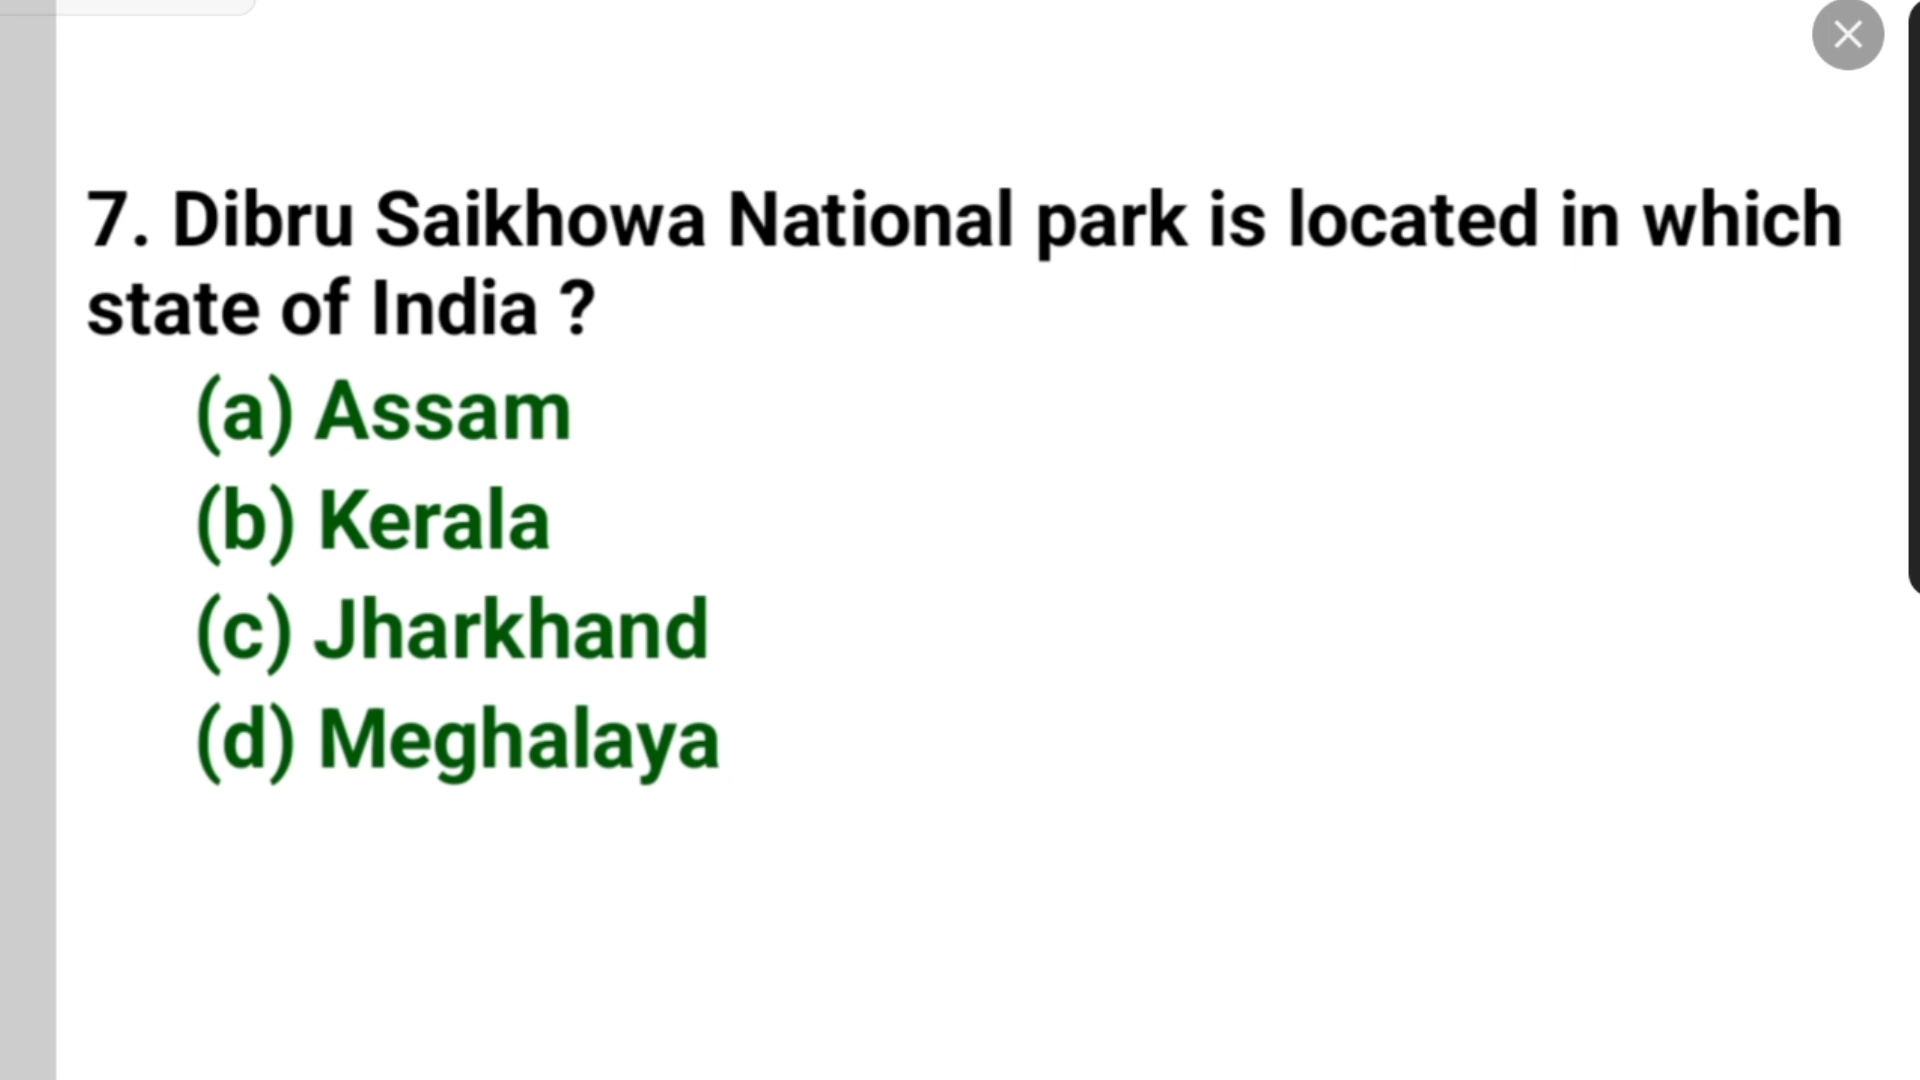 7. Dibru Saikhowa National park is located in which
state of India ?
(a) Assam
(b) Kerala
(c) Jharkhand
(d) Meghalaya